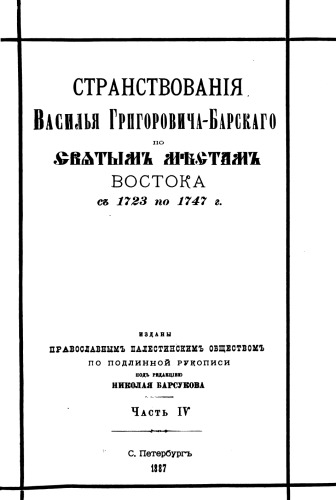 СТРАНСТВОВАНІЯ
ВАСИЛЬЯ ГРИГОРОВИЧА-БАРСКАГО
ПО
СВЯТЫМЪ МѢСТАМЪ
ВОСТОКА
съ 1723 по 1747 г.
ИЗДАНЫ
ПРАВОСЛАВНЫМЪ ПАЛЕСТИНСКИМЪ ОБЩЕСТВОМЪ
ПО ПОДЛИННОЙ РУКОПИСИ
ПОДЪ РЕДАКЦІЕЮ
НИКОЛАЯ БАРСУКОВА
ЧАСТЬ IV
С. Петербургъ
1887